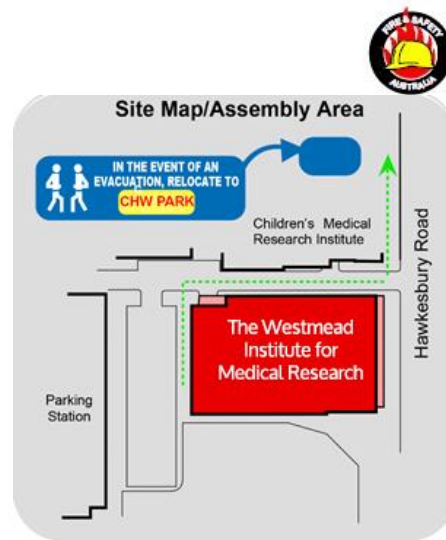 FIRE & SAFETY
AUSTRALIA
Site Map/Assembly Area
IN THE EVENT OF AN
EVACUATION, RELOCATE TO
CHW PARK
Children's Medical
Research Institute
Hawkesbury Road
The Westmead
Institute for
Medical Research
Parking
Station